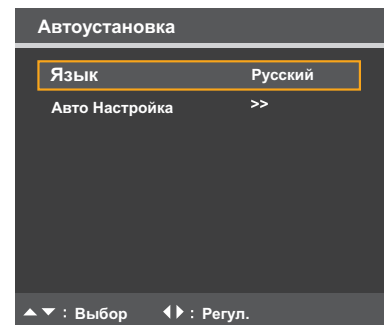 Автоустановка
Язык Русский
Авто Настройка >>
▲▼ : Выбор ◀▶ : Регул.